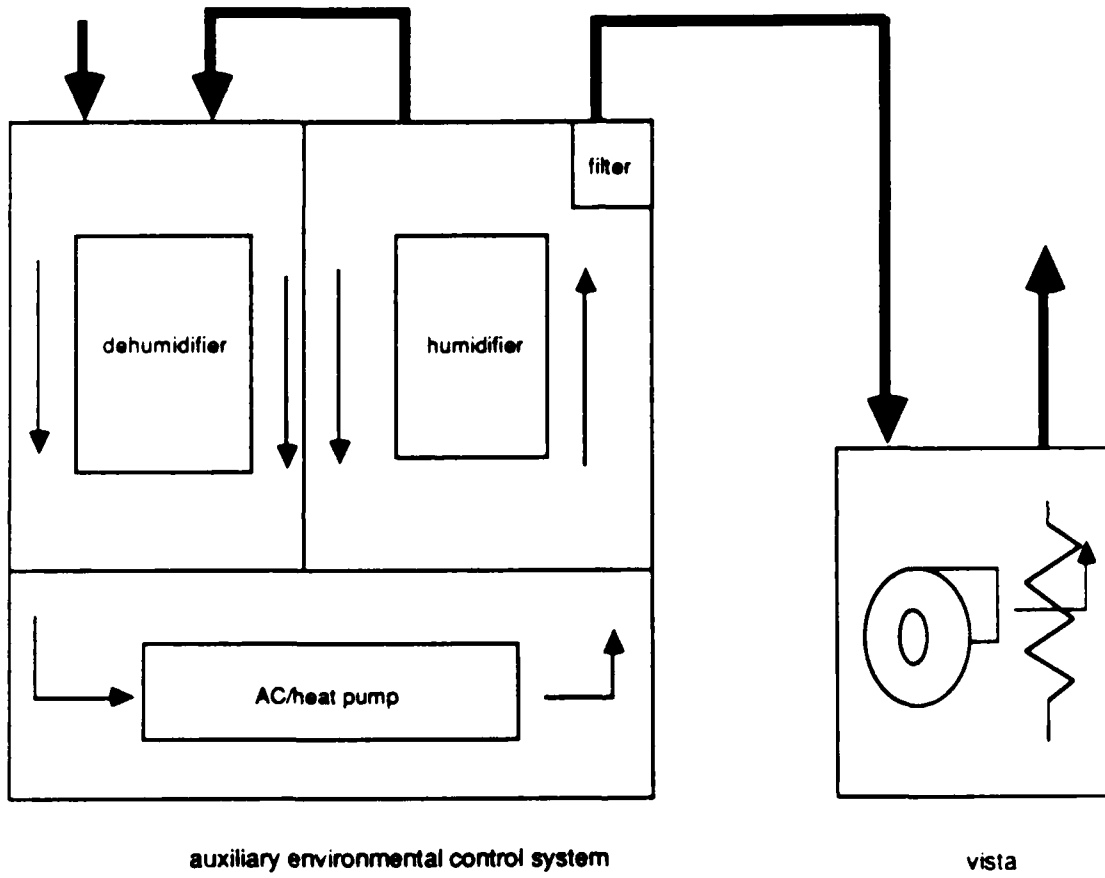 filter
dehumidifier
humidifier
AC/heat pump
auxiliary environmental control system
vista